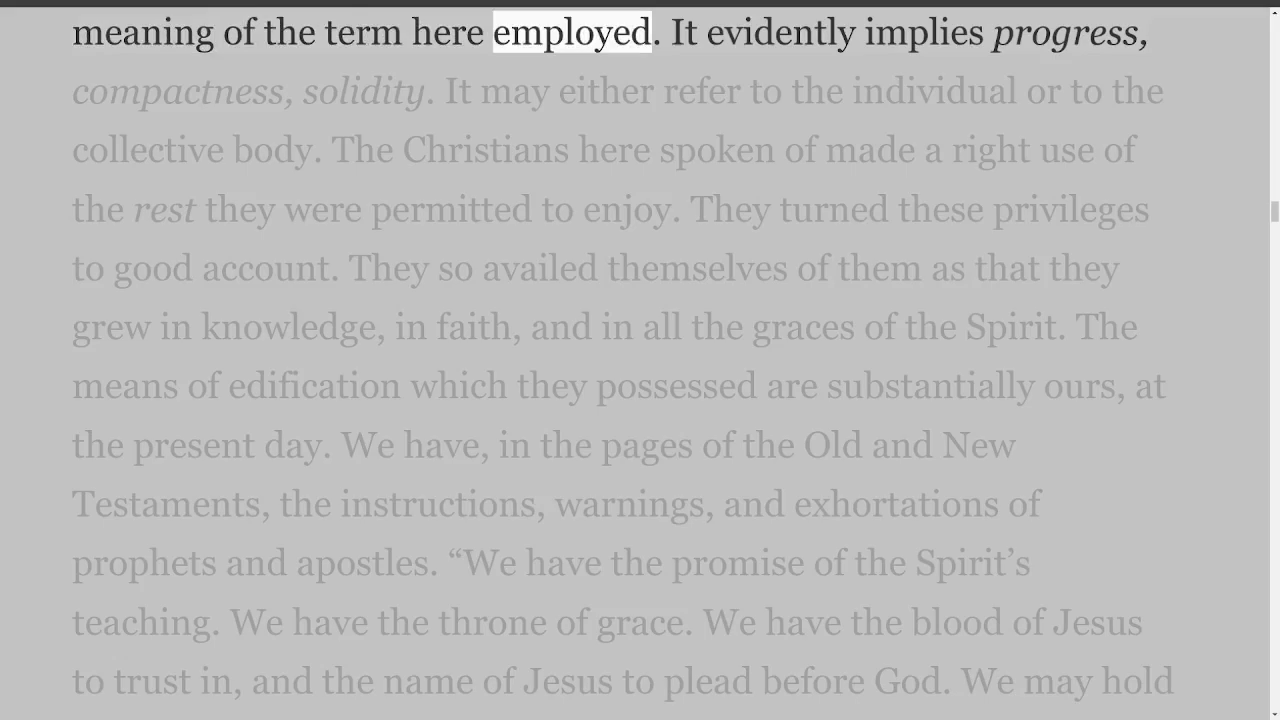 meaning of the term here employed. It evidently implies progress,
compactness, solidity. It may either refer to the individual or to the
collective body. The Christians here spoken of made a right use of
the rest they were permitted to enjoy. They turned these privileges
to good account. They so availed themselves of them as that they
grew in knowledge, in faith, and in all the graces of the Spirit. The
means of edification which they possessed are substantially ours, at
the present day. We have, in the pages of the Old and New
Testaments, the instructions, warnings, and exhortations of
prophets and apostles. “We have the promise of the Spirit’s
teaching. We have the throne of grace. We have the blood of Jesus
to trust in, and the name of Jesus to plead before God. We may hold